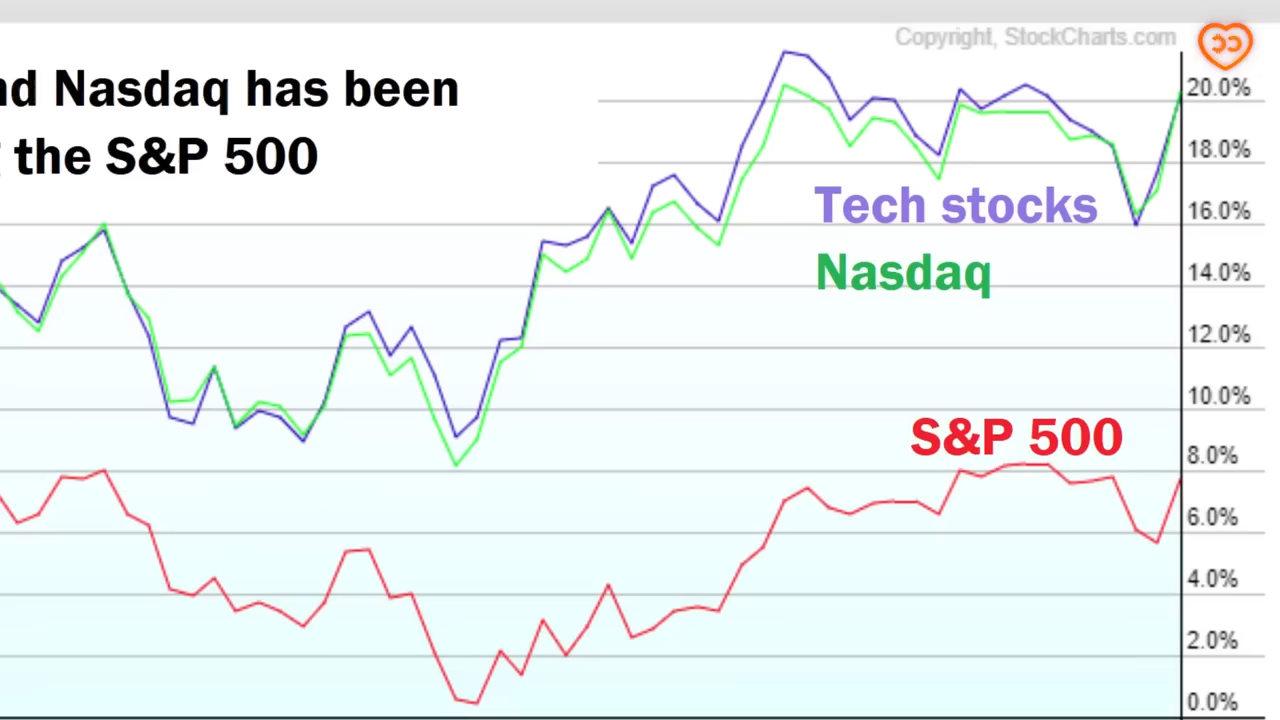 Copyright, StockCharts.com
nd Nasdaq has been
the S&P 500
20.0%
18.0%
Tech stocks
16.0%
Nasdaq
14.0%
12.0%
10.0%
S&P 500
8.0%
6.0%
4.0%
2.0%
0.0%